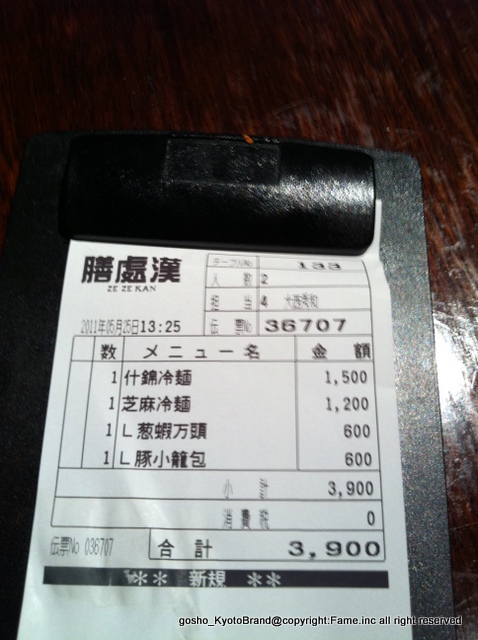 膳處漢
ZE ZE KAN
テーブルNo 133
人 数 2
担 当 4 大西秀和
2011年05月25日13:25
伝 票No 36707
数 メニュー名 金 額
1 什錦冷麺 1,500
1 芝麻冷麺 1,200
1 L葱蝦万頭 600
1 L豚小籠包 600
小 計 3,900
消費税 0
伝票No 036707
合 計 3,900
** 新規 **
gosho_KyotoBrand@copyright:Fame.inc all right reserved